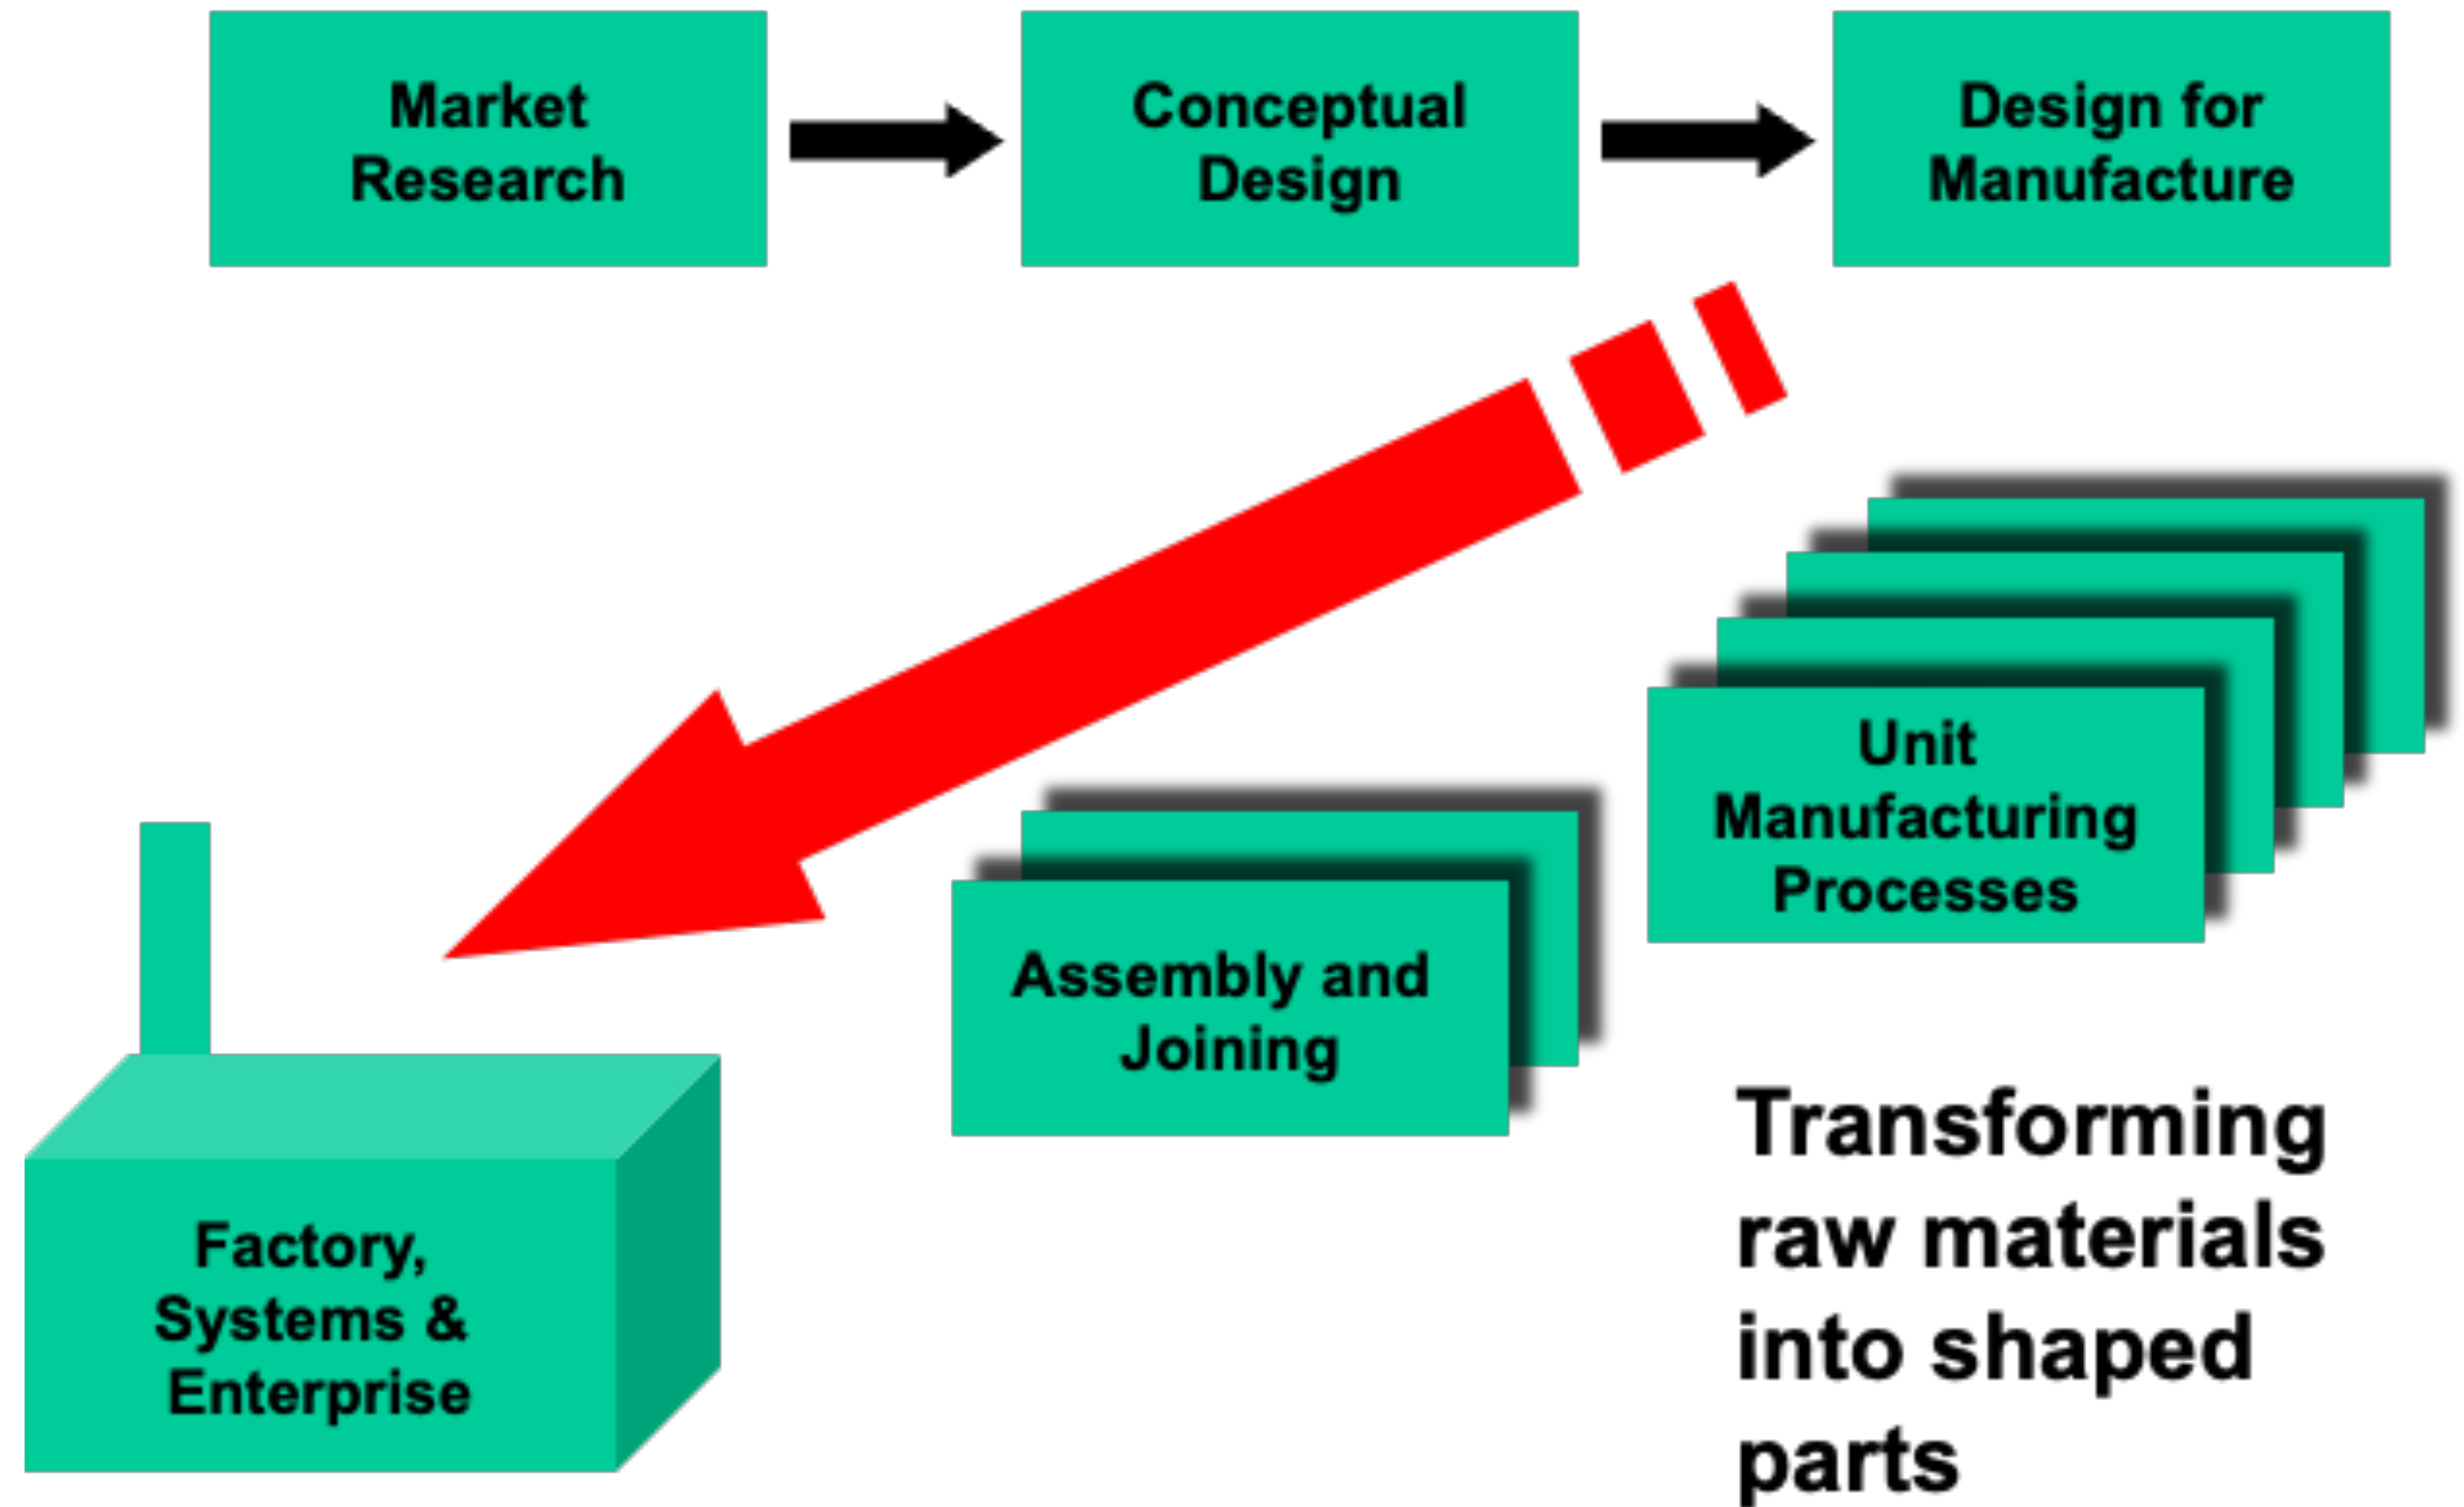 Market
Research
Conceptual
Design
Design for
Manufacture
Unit
Manufacturing
Processes
Assembly and
Joining
Factory,
Systems &
Enterprise
Transforming
raw materials
into shaped
parts